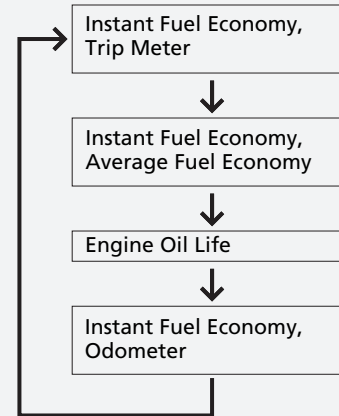 Instant Fuel Economy,
Trip Meter
Instant Fuel Economy,
Average Fuel Economy
Engine Oil Life
Instant Fuel Economy,
Odometer